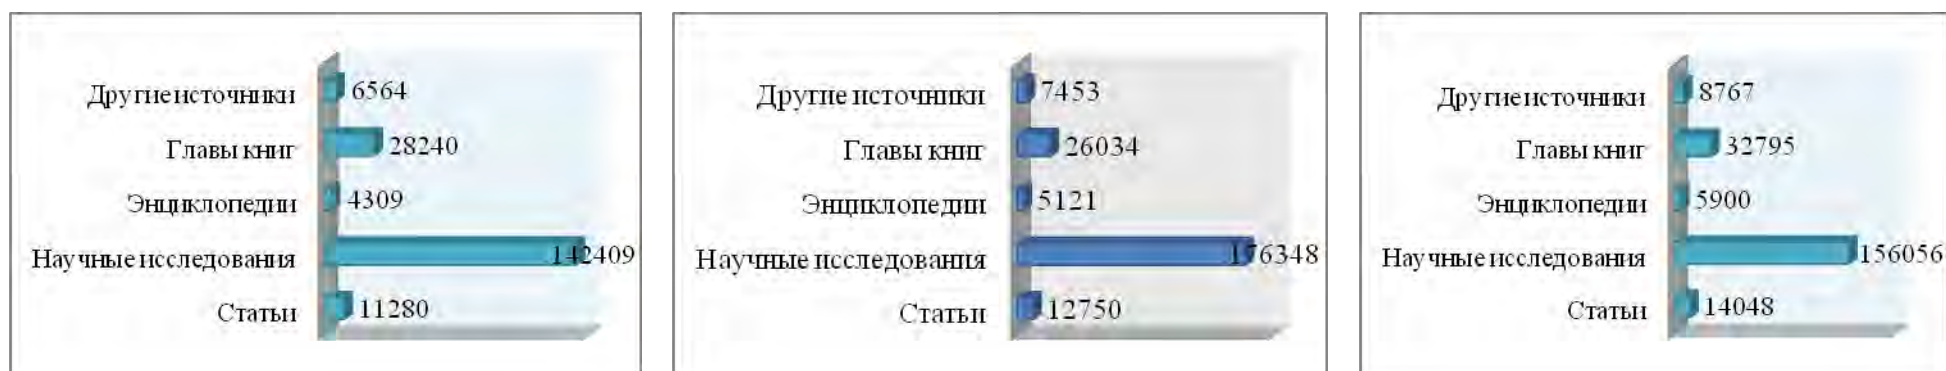 Другие источники 6564
Главы книг 28240
Энциклопедии 4309
Научные исследования 142409
Статьи 11280
Другие источники 7453
Главы книг 26034
Энциклопедии 5121
Научные исследования 176348
Статьи 12750
Другие источники 8767
Главы книг 32795
Энциклопедии 5900
Научные исследования 156056
Статьи 14048